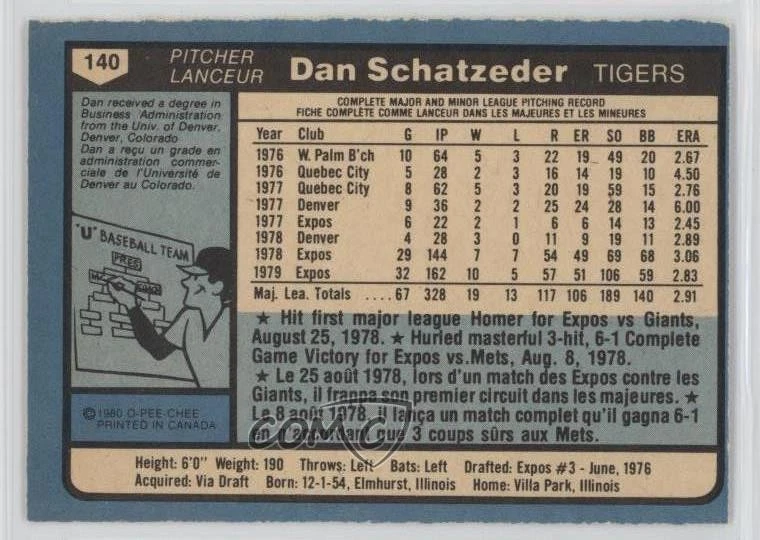 140
PITCHER
LANCEUR
Dan Schatzeder TIGERS
Dan received a degree in
Business Administration
from the Univ. of Denver,
Denver, Colorado
Dan a reçu un grade en
administration commer-
ciale de l'Université de
Denver au Colorado.
"U" BASEBALL TEAM
PRES
©1980 O-PEE-CHEE
PRINTED IN CANADA
COMPLETE MAJOR AND MINOR LEAGUE PITCHING RECORD
FICHE COMPLÈTE COMME LANCEUR DANS LES MAJEURES ET LES MINEURES
Year Club G IP W L R ER SO BB ERA
1976 W. Palm B'ch 10 64 5 3 22 19 49 20 2.67
1976 Quebec City 5 28 2 3 16 14 19 10 4.50
1977 Quebec City 8 62 5 3 20 19 59 15 2.76
1977 Denver 9 36 2 2 25 24 28 14 6.00
1977 Expos 6 22 2 1 6 6 14 13 2.45
1978 Denver 4 28 3 0 11 9 19 11 2.89
1978 Expos 29 144 7 7 54 49 69 68 3.06
1979 Expos 32 162 10 5 57 51 106 59 2.83
Maj. Lea. Totals ....67 328 19 13 117 106 189 140 2.91
★ Hit first major league Homer for Expos vs Giants,
August 25, 1978. ★ Hurled masterful 3-hit, 6-1 Complete
Game Victory for Expos vs. Mets, Aug. 8, 1978.
★ Le 25 août 1978, lors d'un match des Expos contre les
Giants, il frappa son premier circuit dans les majeures. ★
Le 8 août 1978, il lança un match complet qu'il gagna 6-1
en n'accordant que 3 coups sûrs aux Mets.
COMC
Height: 6'0" Weight: 190 Throws: Left Bats: Left Drafted: Expos #3 - June, 1976
Acquired: Via Draft Born: 12-1-54, Elmhurst, Illinois Home: Villa Park, Illinois